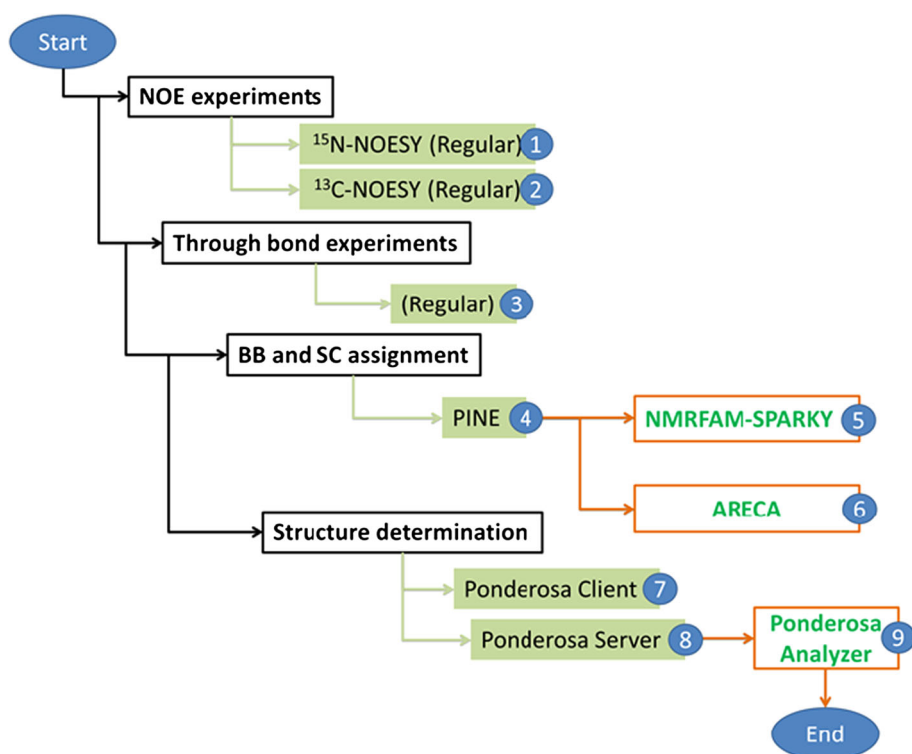 Start
NOE experiments
¹⁵N-NOESY (Regular) 1
¹³C-NOESY (Regular) 2
Through bond experiments
(Regular) 3
BB and SC assignment
PINE 4
NMRFAM-SPARKY 5
ARECA 6
Structure determination
Ponderosa Client 7
Ponderosa Server 8
Ponderosa
Analyzer 9
End